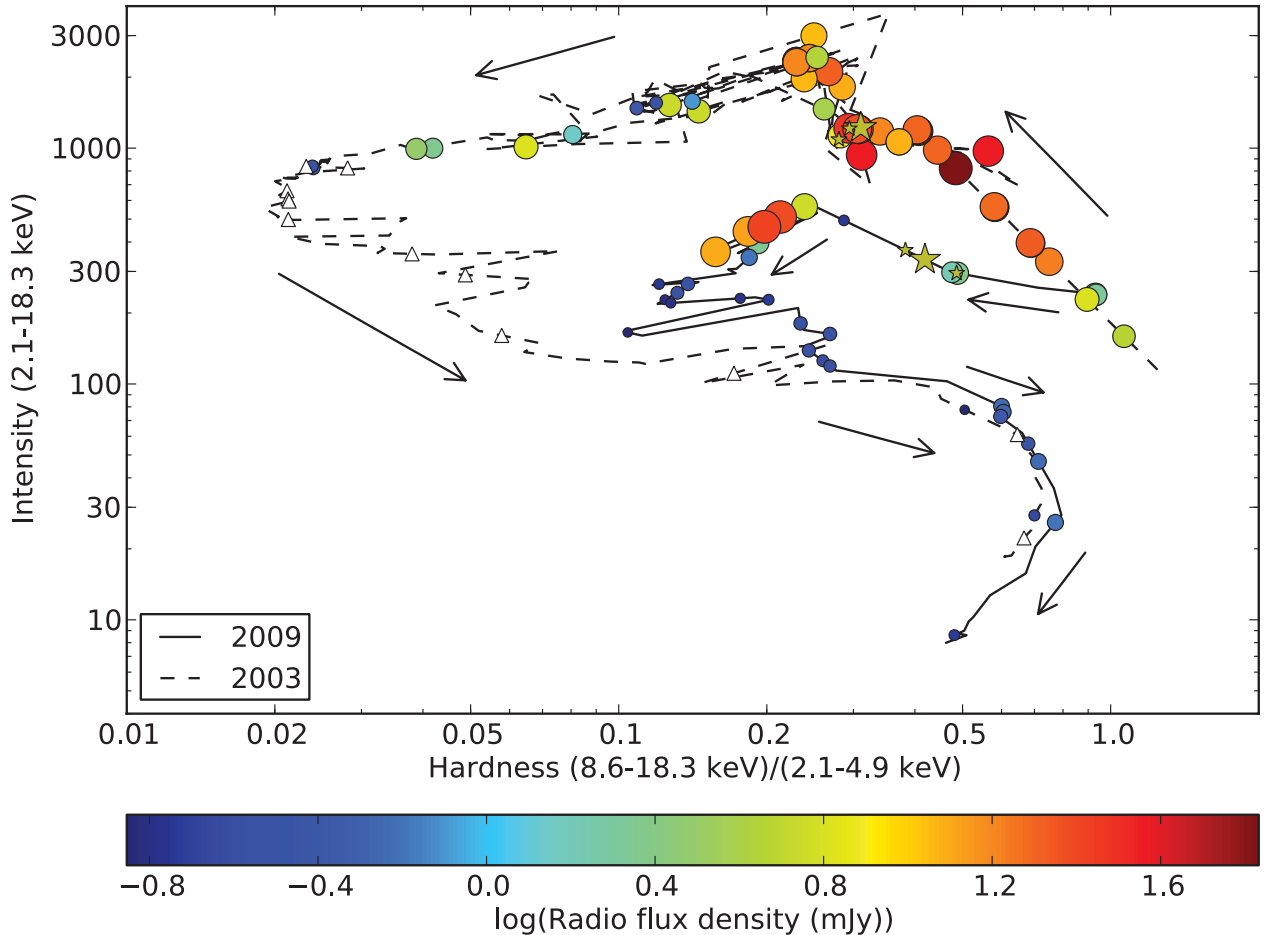 3000
1000
300
100
30
10
Intensity (2.1-18.3 keV)
2009
2003
0.01 0.02 0.05 0.1 0.2 0.5 1.0
Hardness (8.6-18.3 keV)/(2.1-4.9 keV)
−0.8 −0.4 0.0 0.4 0.8 1.2 1.6
log(Radio flux density (mJy))